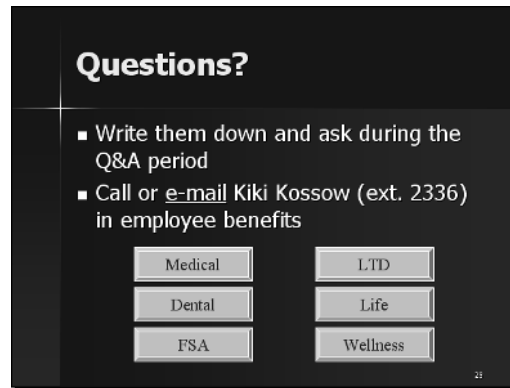 Questions?
Write them down and ask during the
Q&A period
Call or e-mail Kiki Kossow (ext. 2336)
in employee benefits
Medical
LTD
Dental
Life
FSA
Wellness